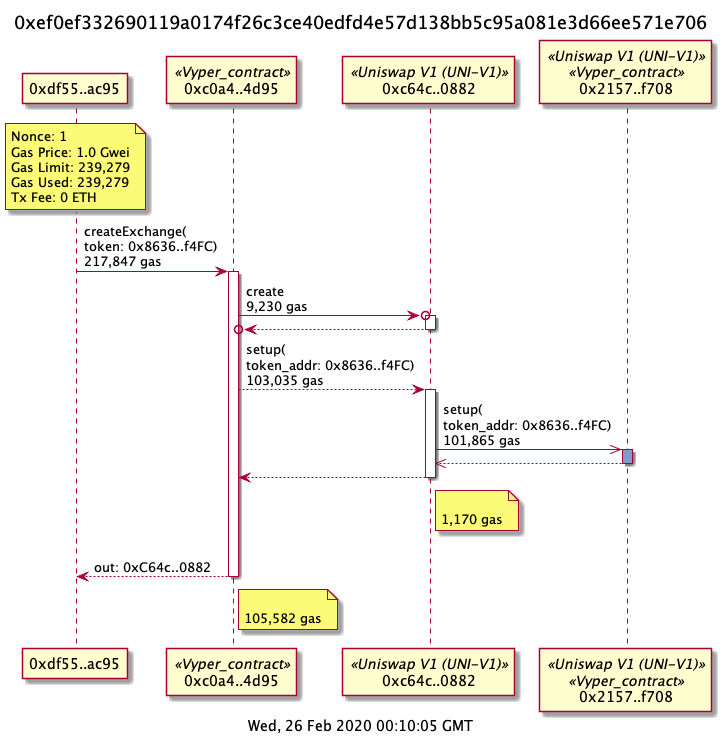 0xef0ef332690119a0174f26c3ce40edfd4e57d138bb5c95a081e3d66ee571e706
0xdf55..ac95
«Vyper_contract»
0xc0a4..4d95
«Uniswap V1 (UNI-V1)»
0xc64c..0882
«Uniswap V1 (UNI-V1)»
«Vyper_contract»
0x2157..f708
Nonce: 1
Gas Price: 1.0 Gwei
Gas Limit: 239,279
Gas Used: 239,279
Tx Fee: 0 ETH
createExchange(
token: 0x8636..f4FC)
217,847 gas
create
9,230 gas
setup(
token_addr: 0x8636..f4FC)
103,035 gas
setup(
token_addr: 0x8636..f4FC)
101,865 gas
1,170 gas
out: 0xC64c..0882
105,582 gas
0xdf55..ac95
«Vyper_contract»
0xc0a4..4d95
«Uniswap V1 (UNI-V1)»
0xc64c..0882
«Uniswap V1 (UNI-V1)»
«Vyper_contract»
0x2157..f708
Wed, 26 Feb 2020 00:10:05 GMT